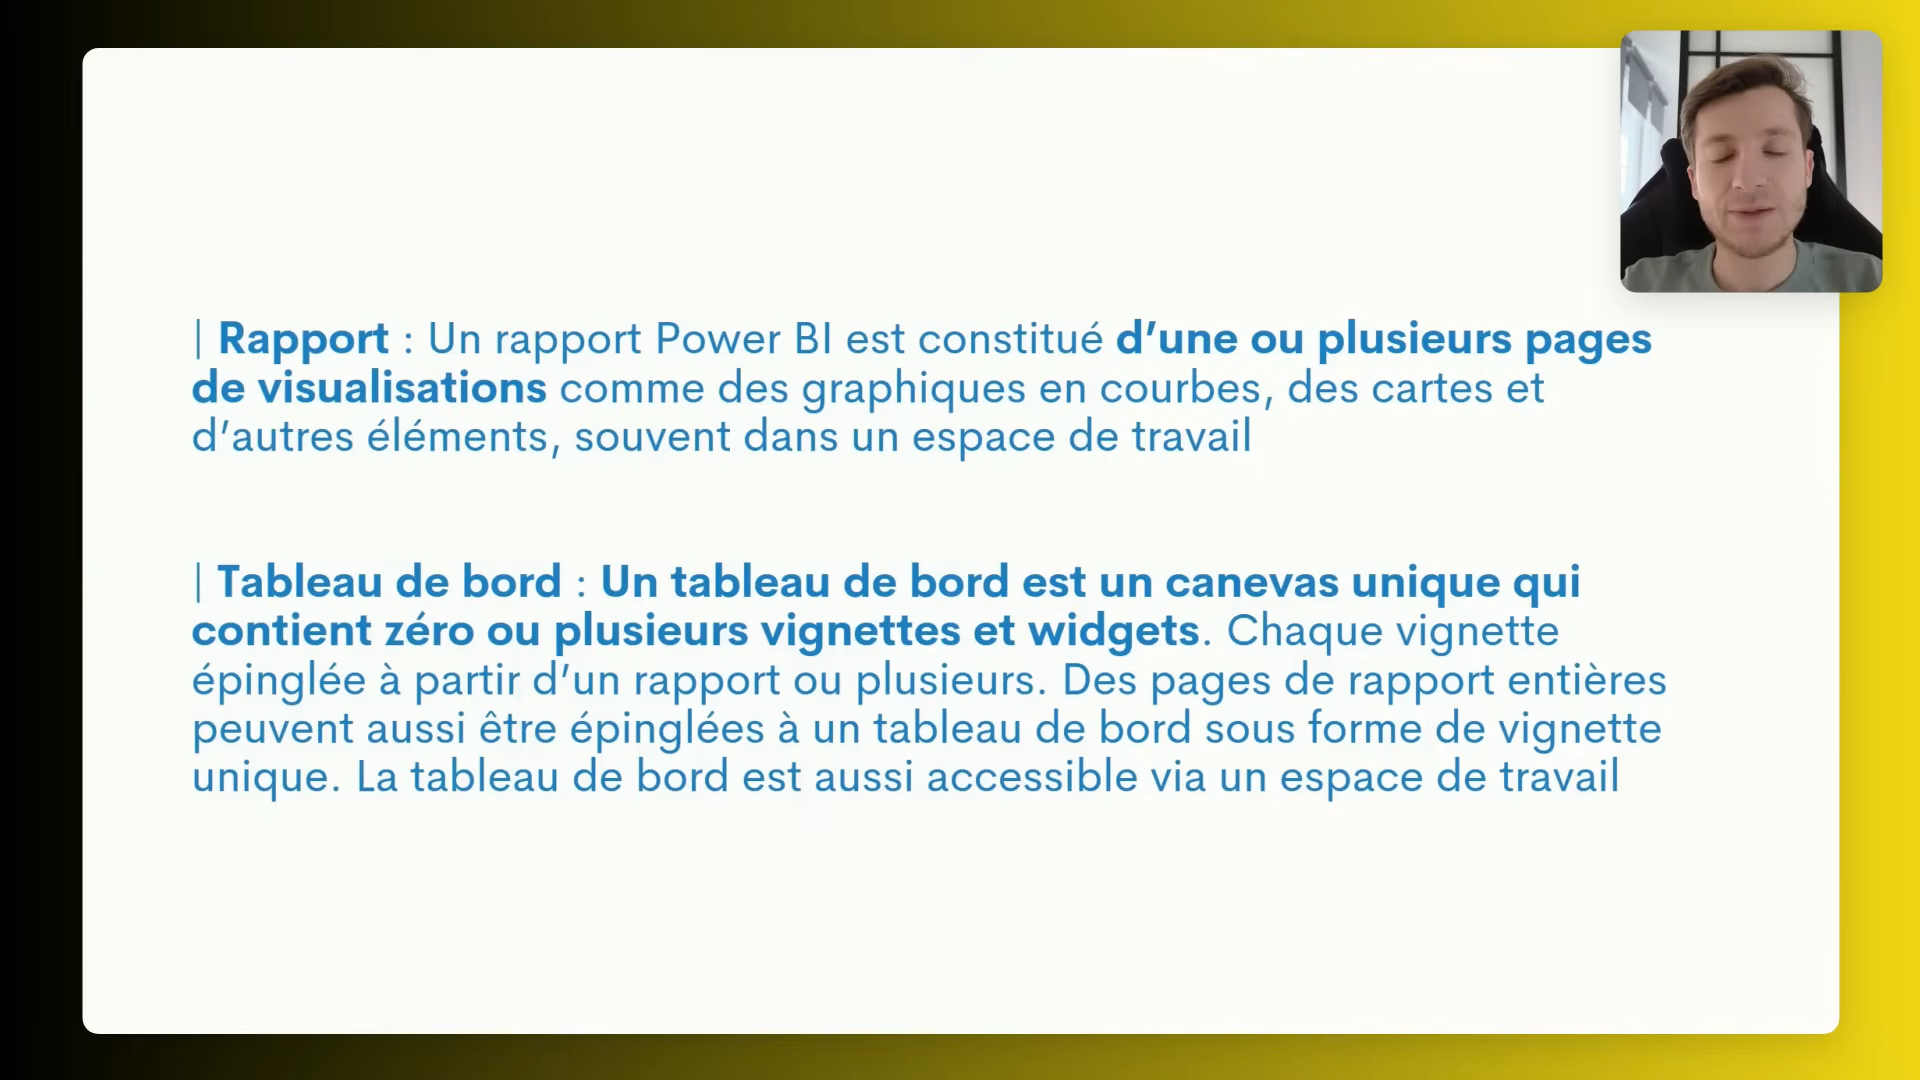 | Rapport : Un rapport Power BI est constitué d’une ou plusieurs pages
de visualisations comme des graphiques en courbes, des cartes et
d’autres éléments, souvent dans un espace de travail
| Tableau de bord : Un tableau de bord est un canevas unique qui
contient zéro ou plusieurs vignettes et widgets. Chaque vignette
épinglée à partir d’un rapport ou plusieurs. Des pages de rapport entières
peuvent aussi être épinglées à un tableau de bord sous forme de vignette
unique. La tableau de bord est aussi accessible via un espace de travail